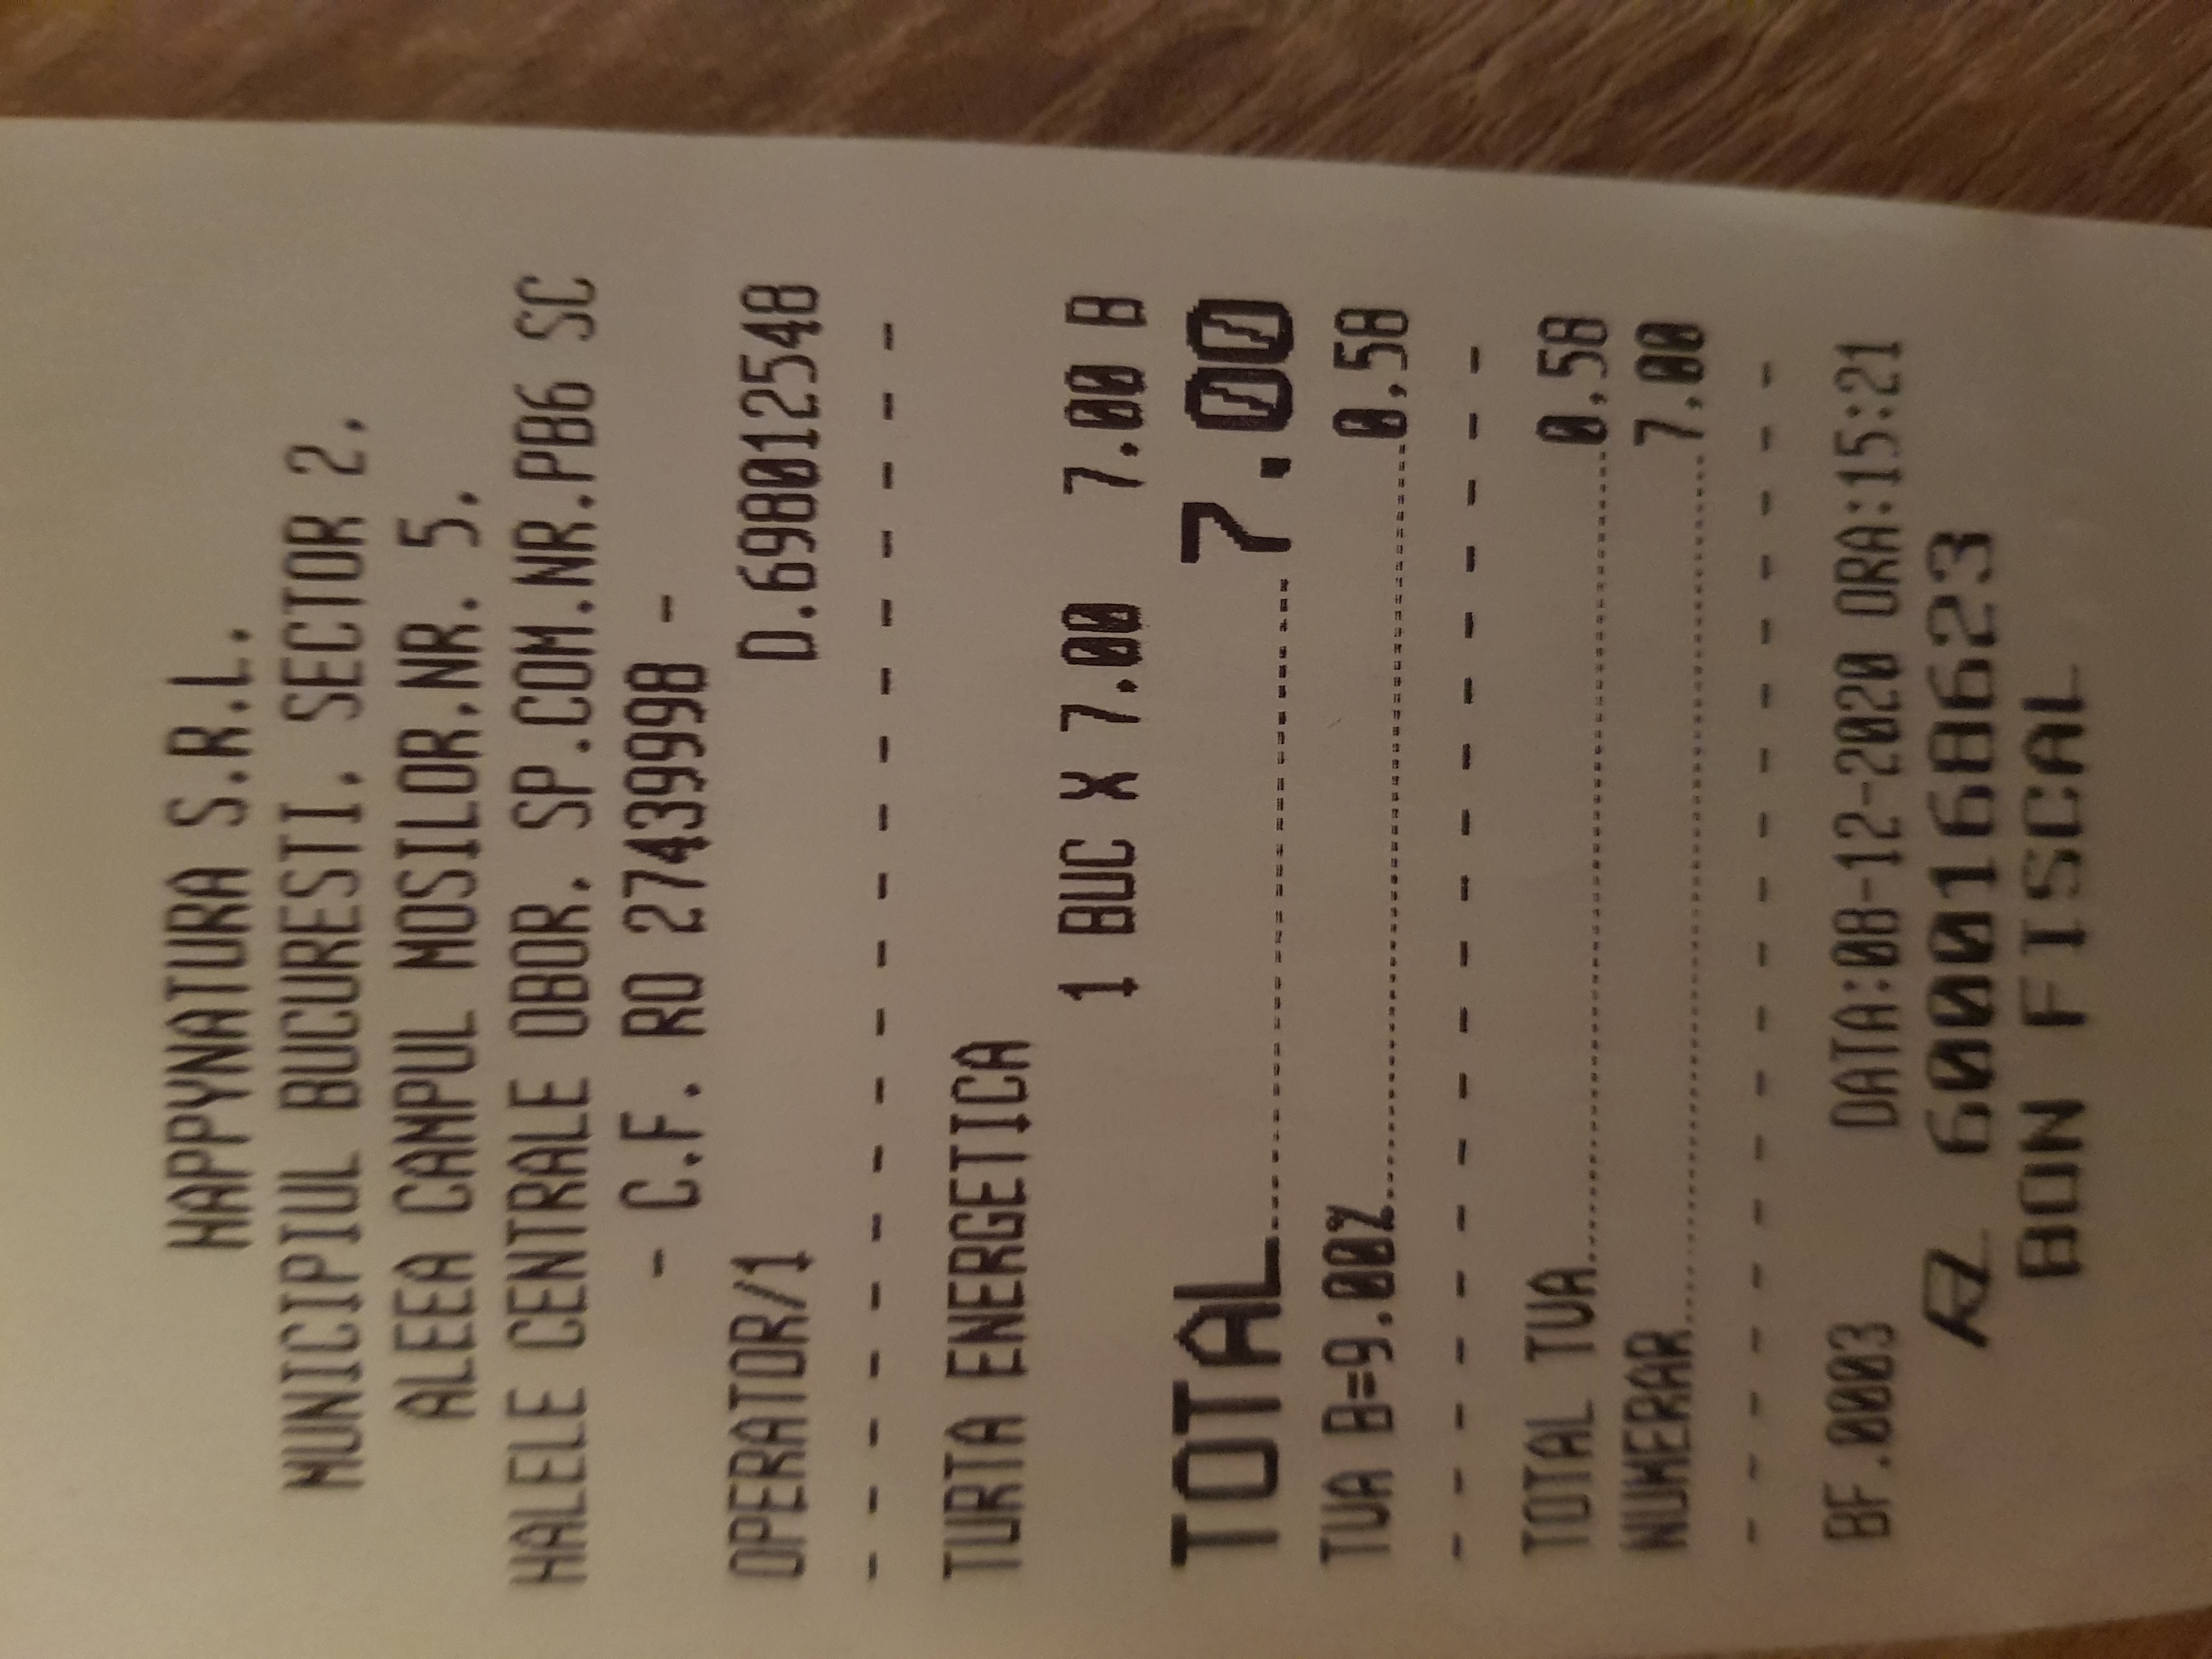 HAPPYNATURA S.R.L.
MUNICIPIUL BUCURESTI. SECTOR 2.
ALEEA CAMPUL MOSILOR.NR. 5.
HALELE CENTRALE OBOR. SP.COM.NR.PB6 SC
- C.F. RO 27439998 -
OPERATOR/1 D.698012548
- - - - - - - - - - - - - - - - - - -
TURTA ENERGETICA
1 BUC X 7.00 7.00 B
TOTAL 7.00
TVA B=9.00% 0,58
- - - - - - - - - - - - - - - - - - -
TOTAL TVA 0,58
NUMERAR 7,00
- - - - - - - - - - - - - - - - - - -
BF.0003 DATA:08-12-2020 ORA:15:21
6000168623
BON FISCAL